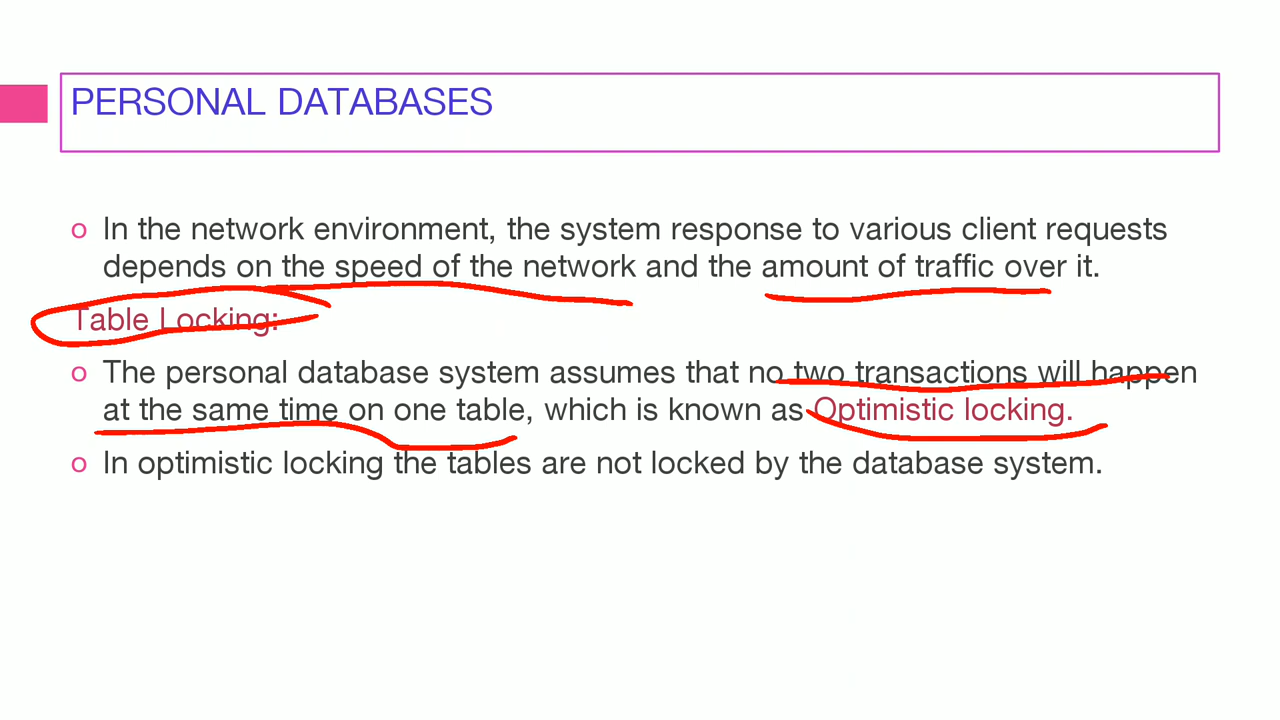 PERSONAL DATABASES
o In the network environment, the system response to various client requests
depends on the speed of the network and the amount of traffic over it.
Table Locking:
o The personal database system assumes that no two transactions will happen
at the same time on one table, which is known as Optimistic locking.
o In optimistic locking the tables are not locked by the database system.